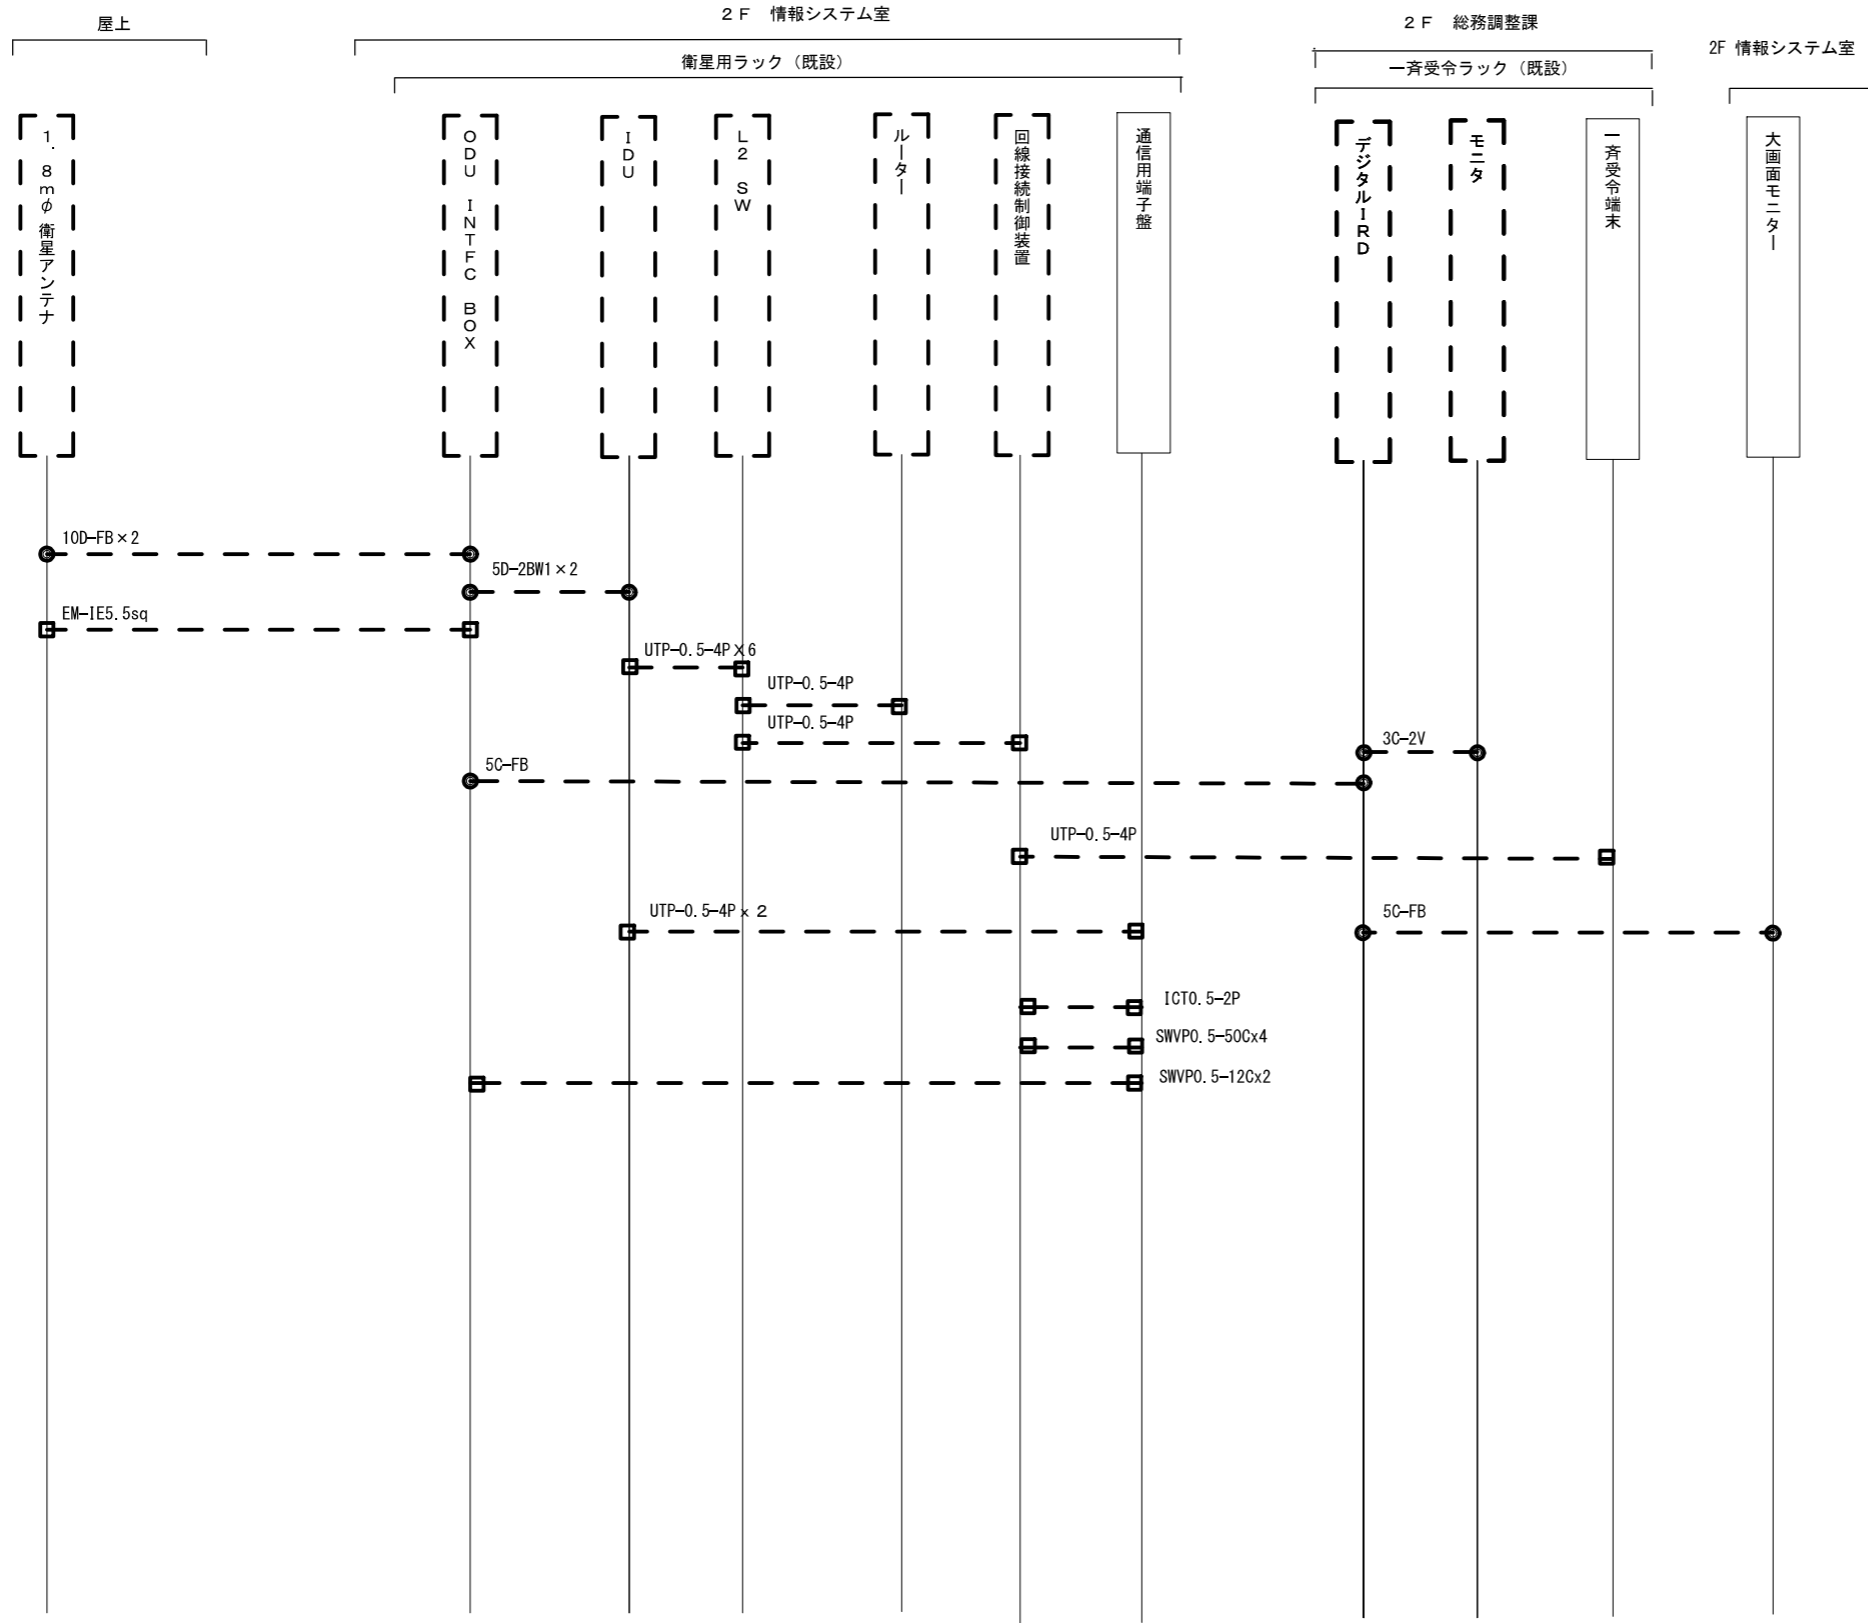 屋上
２Ｆ　情報システム室
２Ｆ　総務調整課
2F 情報システム室
衛星用ラック（既設）
一斉受令ラック（既設）
１．８ｍφ衛星アンテナ
ＯＤＵ　ＩＮＴＦＣ　ＢＯＸ
ＩＤＵ
Ｌ２　ＳＷ
ルーター
回線接続制御装置
通信用端子盤
デジタルＩＲＤ
モニタ
一斉受令端末
大画面モニター
10D-FB×2
5D-2BW1×2
EM-IE5.5sq
UTP-0.5-4P×6
UTP-0.5-4P
UTP-0.5-4P
3C-2V
5C-FB
UTP-0.5-4P
UTP-0.5-4P×２
5C-FB
ICT0.5-2P
SWVP0.5-50Cx4
SWVP0.5-12Cx2